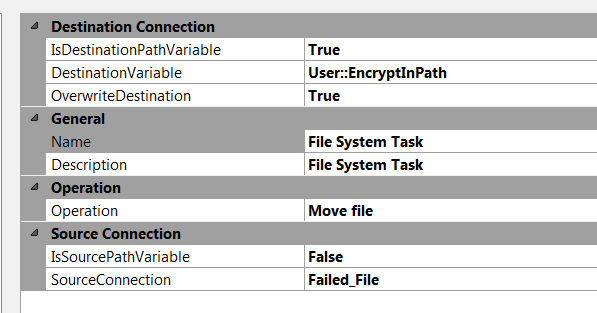 Destination Connection
IsDestinationPathVariable True
DestinationVariable User::EncryptInPath
OverwriteDestination True
General
Name File System Task
Description File System Task
Operation
Operation Move file
Source Connection
IsSourcePathVariable False
SourceConnection Failed_File